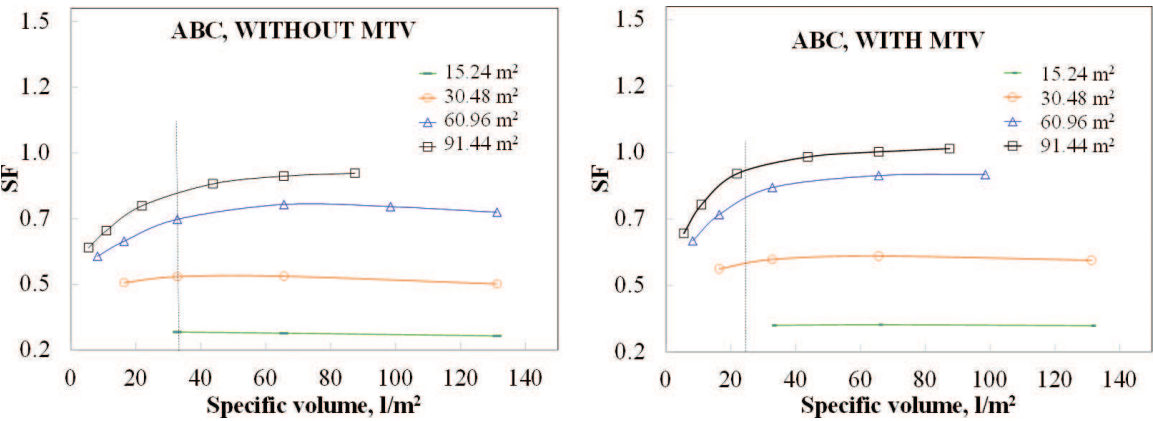 ABC, WITHOUT MTV
1.5
1.2
1.0
0.7
0.5
0.2
SF
15.24 m²
30.48 m²
60.96 m²
91.44 m²
0 20 40 60 80 100 120 140
Specific volume, l/m²
ABC, WITH MTV
1.5
1.2
1.0
0.7
0.5
0.2
SF
15.24 m²
30.48 m²
60.96 m²
91.44 m²
0 20 40 60 80 100 120 140
Specific volume, l/m²